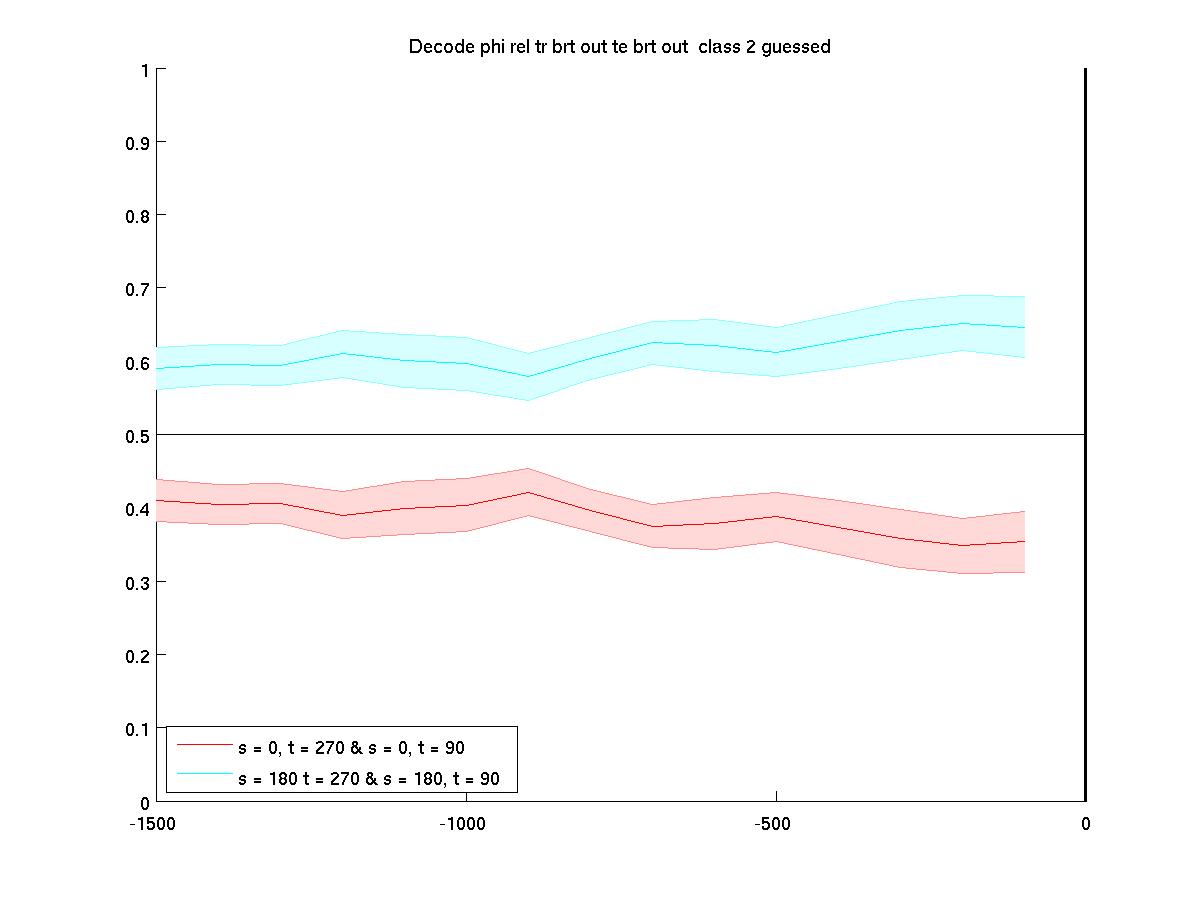 Decode phi rel tr brt out te brt out  class 2 guessed
1
0.9
0.8
0.7
0.6
0.5
0.4
0.3
0.2
0.1
0
s = 0, t = 270 & s = 0, t = 90
s = 180 t = 270 & s = 180, t = 90
-1500 -1000 -500 0